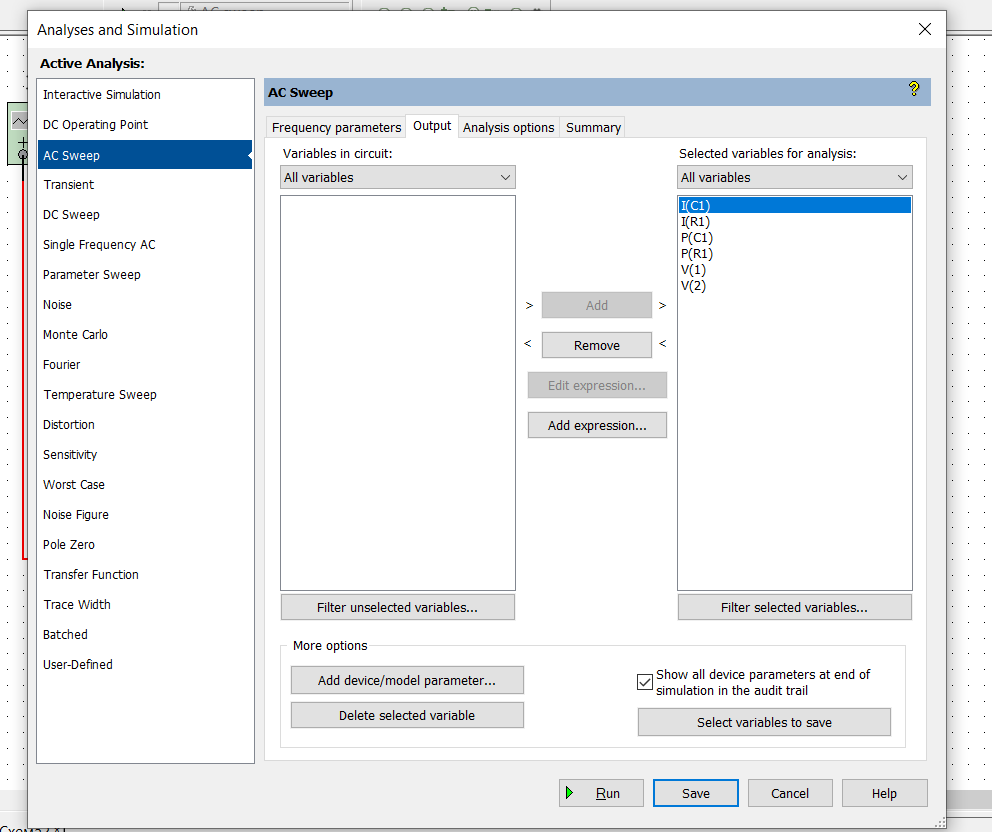 AC sweep
Analyses and Simulation
Active Analysis:
Interactive Simulation
DC Operating Point
AC Sweep
Transient
DC Sweep
Single Frequency AC
Parameter Sweep
Noise
Monte Carlo
Fourier
Temperature Sweep
Distortion
Sensitivity
Worst Case
Noise Figure
Pole Zero
Transfer Function
Trace Width
Batched
User-Defined
AC Sweep
?
Frequency parameters
Output
Analysis options
Summary
Variables in circuit:
All variables
> Add >
< Remove <
Edit expression...
Add expression...
Selected variables for analysis:
All variables
I(C1)
I(R1)
P(C1)
P(R1)
V(1)
V(2)
Filter unselected variables...
Filter selected variables...
More options
Add device/model parameter...
Delete selected variable
Show all device parameters at end of
simulation in the audit trail
Select variables to save
Run
Save
Cancel
Help